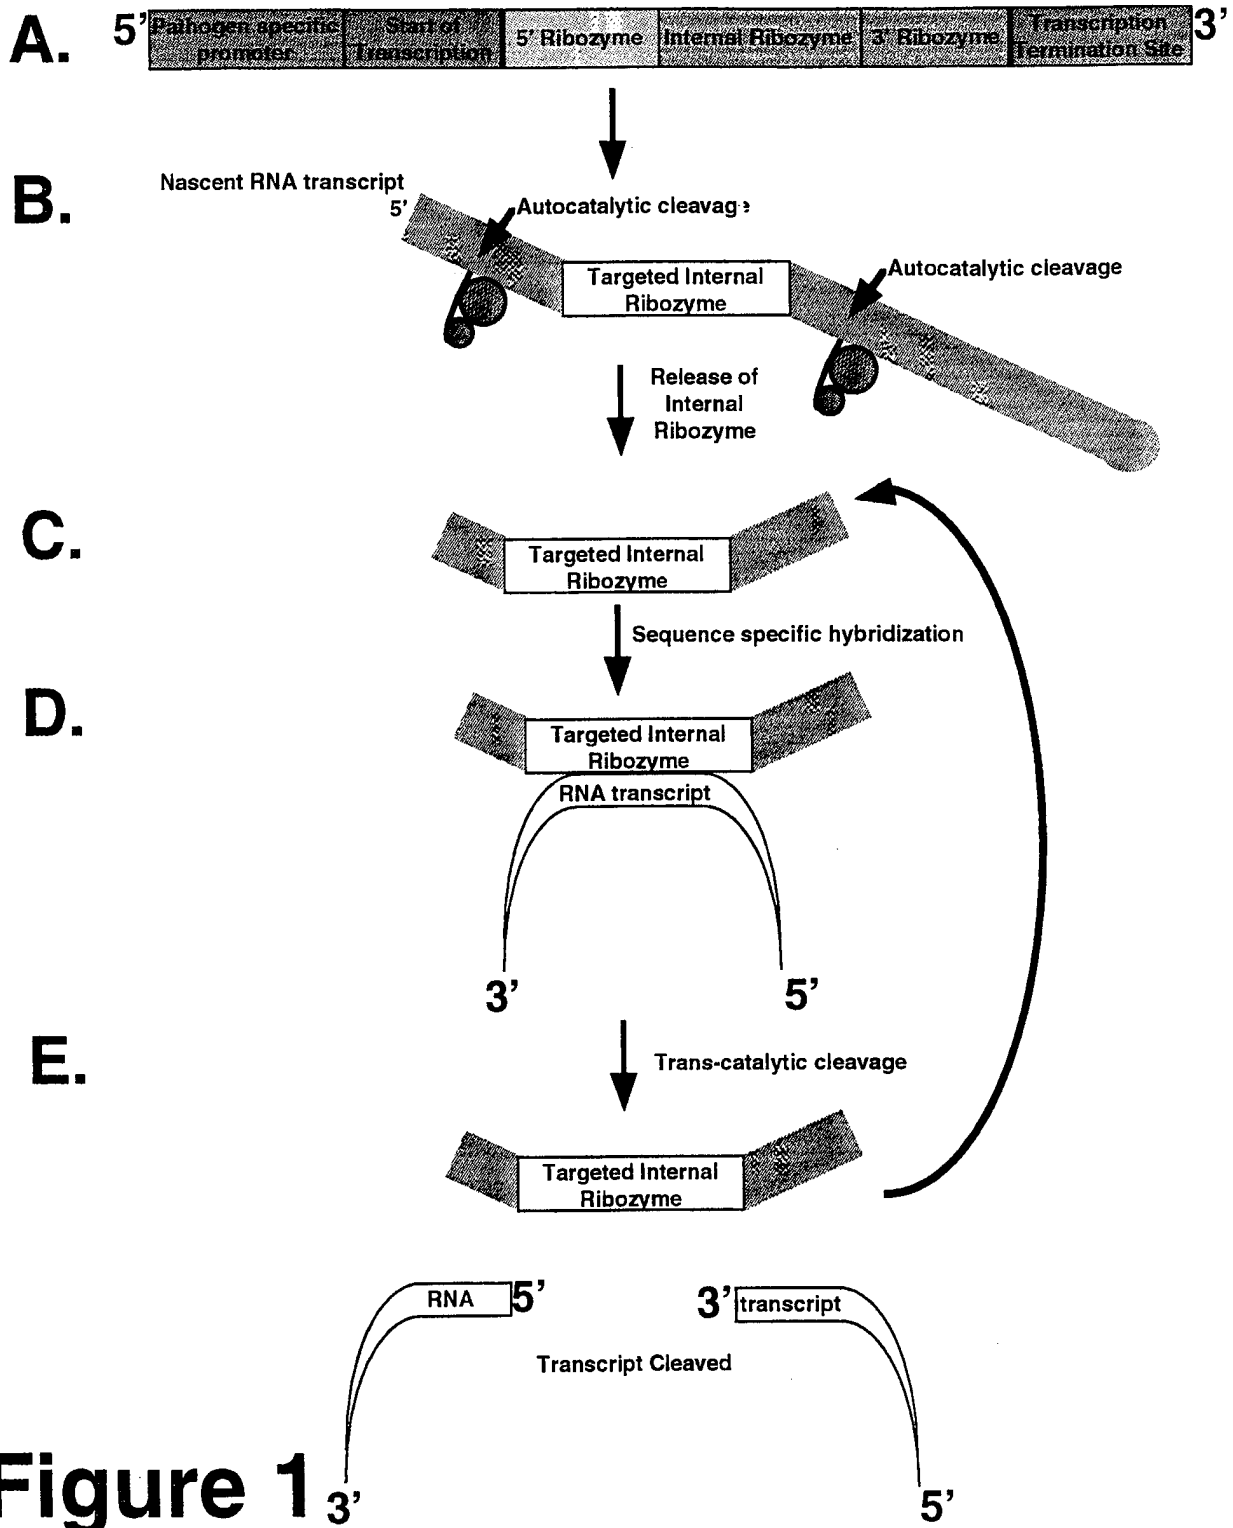 A.
5’
Pathogen specific
promoter
Start of
Transcription
5’ Ribozyme
Internal Ribozyme
3’ Ribozyme
Transcription
Termination Site
3’
B.
Nascent RNA transcript
5’
Autocatalytic cleavage
Targeted Internal
Ribozyme
Autocatalytic cleavage
Release of
Internal
Ribozyme
C.
Targeted Internal
Ribozyme
Sequence specific hybridization
D.
Targeted Internal
Ribozyme
RNA transcript
3’
5’
E.
Trans-catalytic cleavage
Targeted Internal
Ribozyme
RNA
5’
3’
transcript
Transcript Cleaved
Figure 1
3’
5’